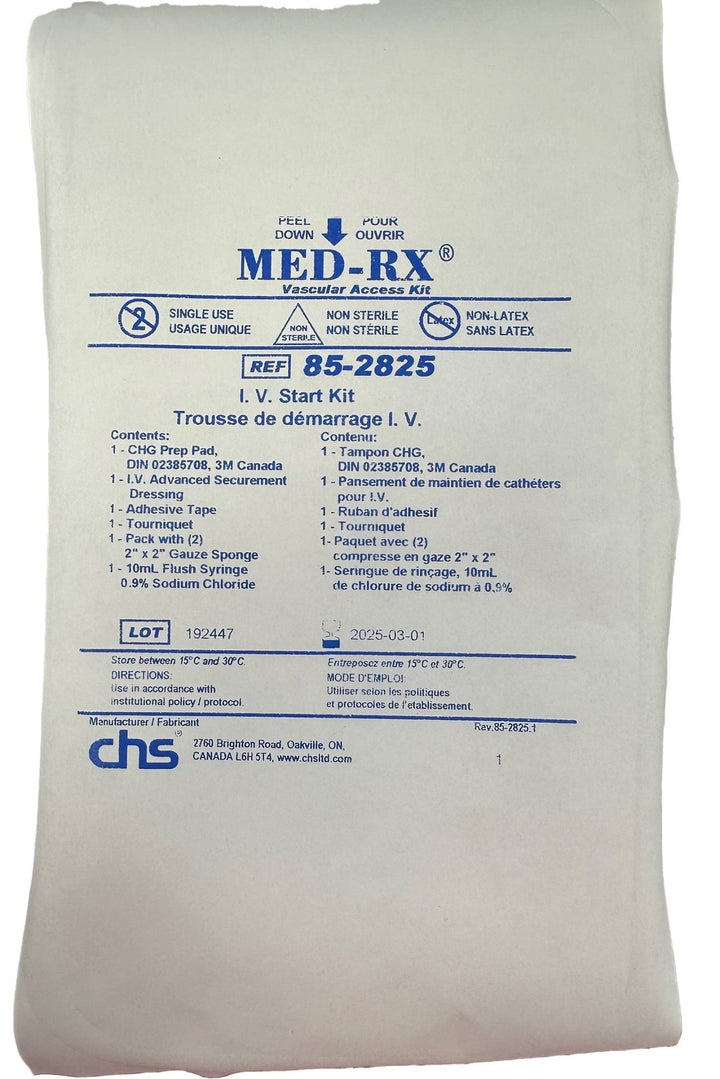 PEEL POUR
DOWN OUVRIR
MED-RX®
Vascular Access Kit
2 SINGLE USE
USAGE UNIQUE
NON STERILE
NON STERILE
NON STÉRILE
Latex NON-LATEX
SANS LATEX
REF 85-2825
I. V. Start Kit
Trousse de démarrage I. V.
Contents:
1 - CHG Prep Pad,
DIN 02385708, 3M Canada
1 - I.V. Advanced Securement
Dressing
1 - Adhesive Tape
1 - Tourniquet
1 - Pack with (2)
2" x 2" Gauze Sponge
1 - 10mL Flush Syringe
0.9% Sodium Chloride
Contenu:
1 - Tampon CHG,
DIN 02385708, 3M Canada
1 - Pansement de maintien de cathéters
pour I.V.
1 - Ruban d'adhesif
1 - Tourniquet
1- Paquet avec (2)
compresse en gaze 2" x 2"
1- Seringue de rinçage, 10mL
de chlorure de sodium à 0,9%
LOT 192447
2025-03-01
Store between 15°C and 30°C.
DIRECTIONS:
Use in accordance with
institutional policy / protocol.
Entreposez entre 15°C et 30°C.
MODE D'EMPLOI:
Utiliser selon les politiques
et protocoles de l'établissement.
Manufacturer / Fabricant
Rev.85-2825.1
chs®
2760 Brighton Road, Oakville, ON,
CANADA L6H 5T4, www.chsltd.com
1